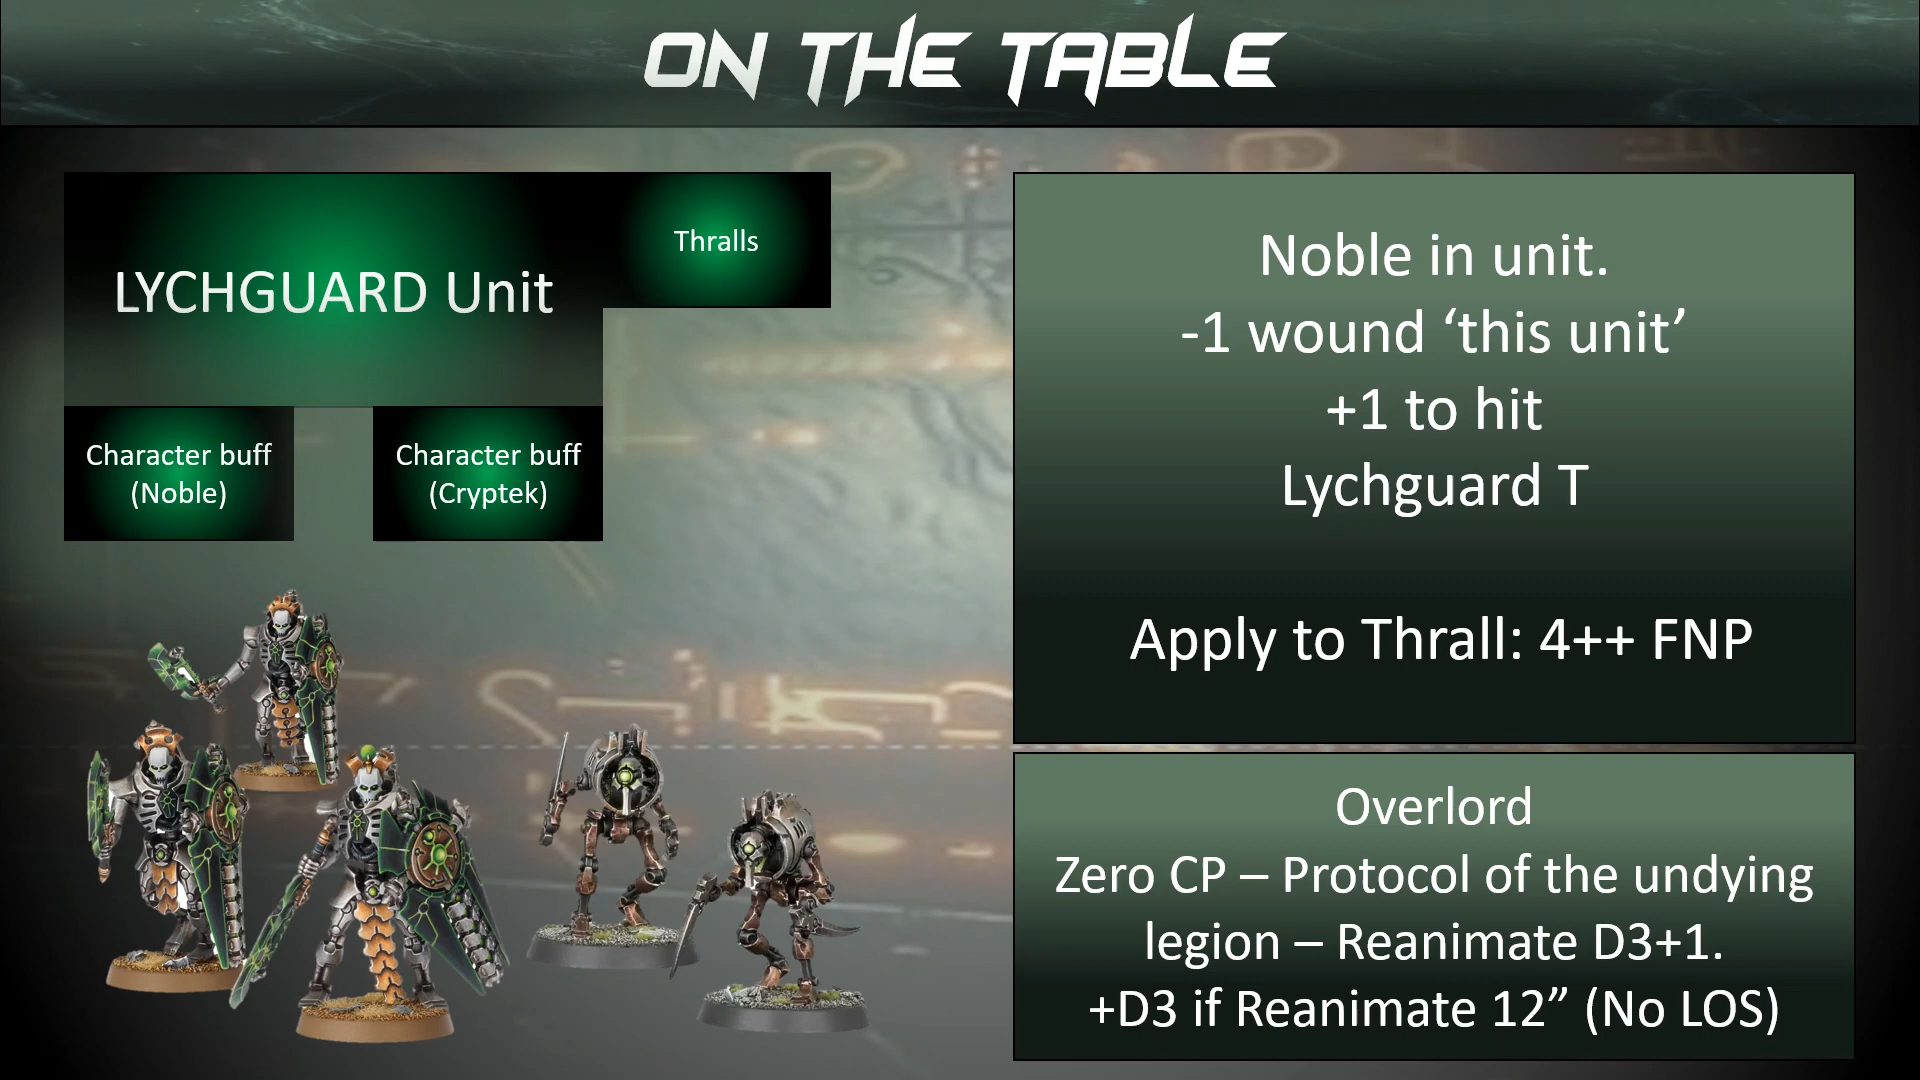 ON THE TABLE
LYCHGUARD Unit
Thralls
Character buff
(Noble)
Character buff
(Cryptek)
Noble in unit.
-1 wound ‘this unit’
+1 to hit
Lychguard T
Apply to Thrall: 4++ FNP
Overlord
Zero CP – Protocol of the undying
legion – Reanimate D3+1.
+D3 if Reanimate 12” (No LOS)